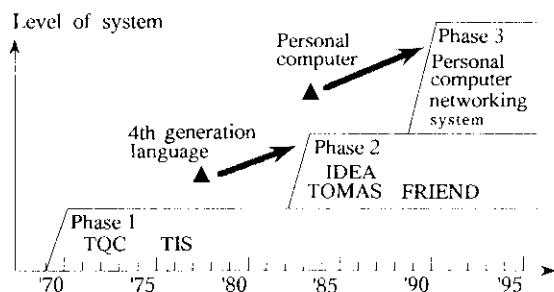 Level of system
Personal
computer
Phase 3
Personal
computer
networking
system
4th generation
language
Phase 2
IDEA
TOMAS FRIEND
Phase 1
TQC TIS
'70 '75 '80 '85 '90 '95